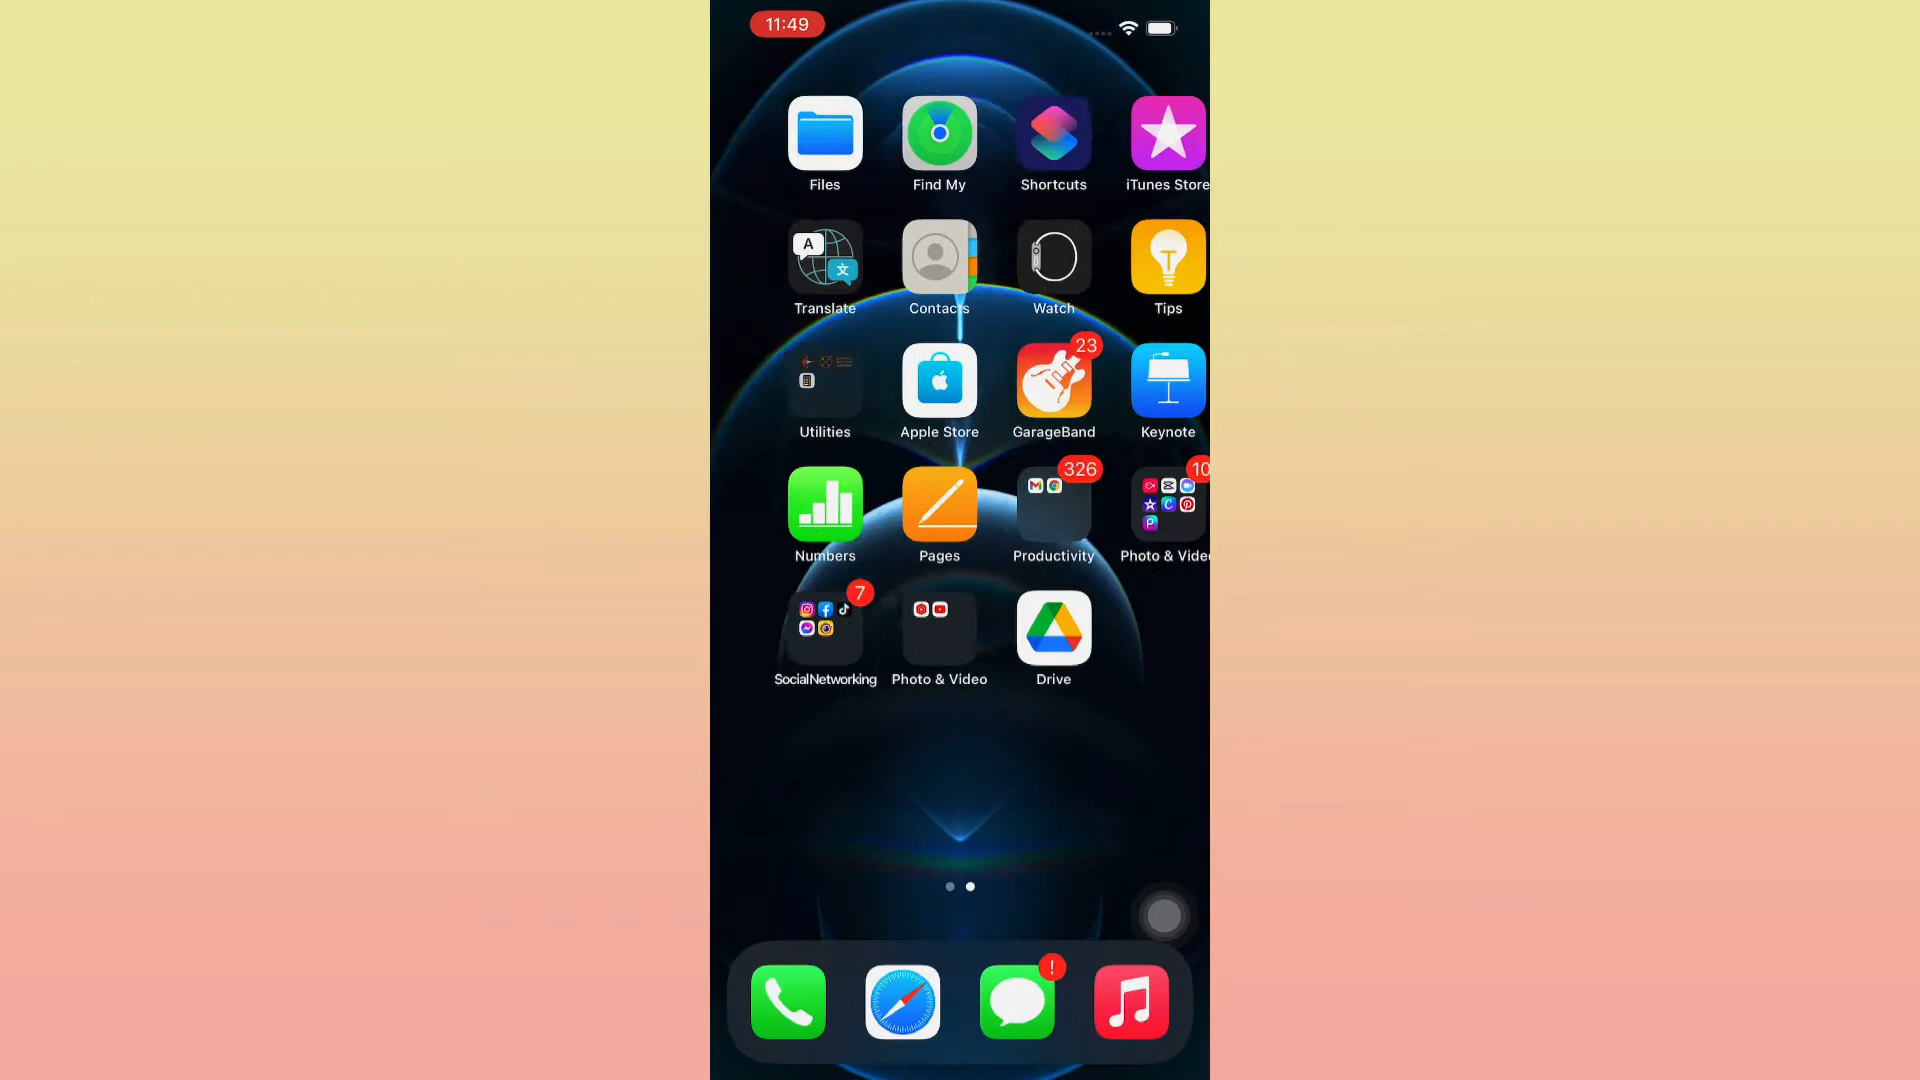 11:49
Files Find My Shortcuts iTunes Store
A 文
Translate Contacts Watch Tips
23
Utilities Apple Store GarageBand Keynote
326 10
Numbers Pages Productivity Photo & Video
7
SocialNetworking Photo & Video Drive
!